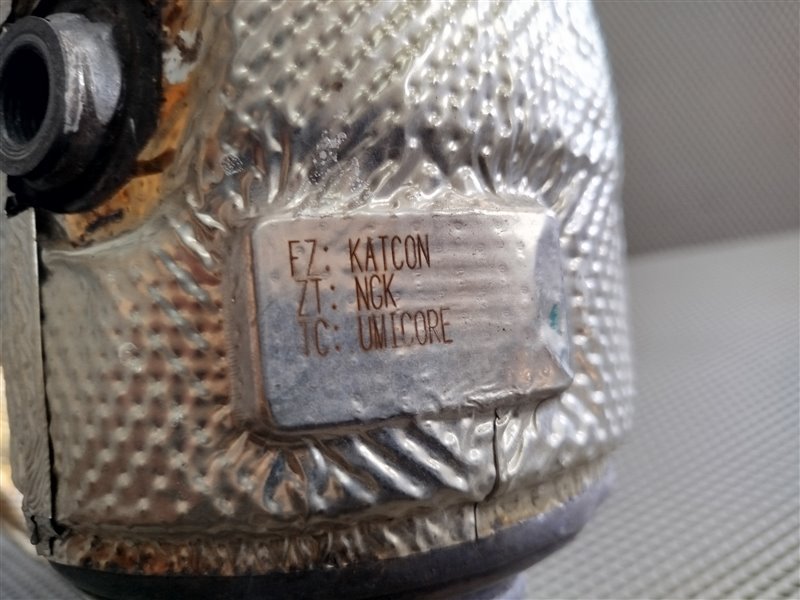 FZ: KATCON
ZT: NGK
TC: UMICORE